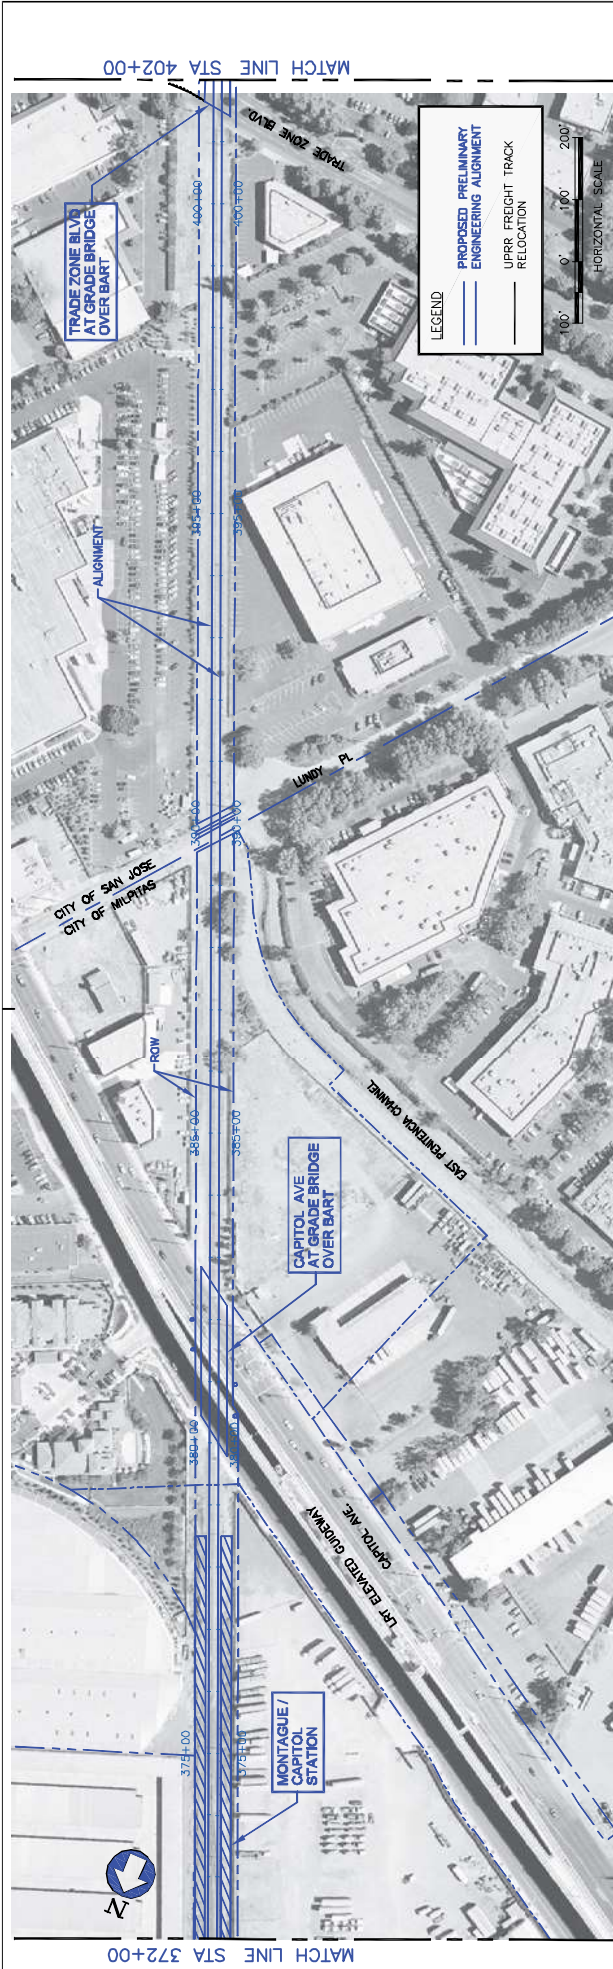 MATCH LINE STA 402+00
TRADE ZONE BLVD.
TRADE ZONE BLVD
AT GRADE BRIDGE
OVER BART
400+00
400+00
LEGEND
PROPOSED PRELIMINARY
ENGINEERING ALIGNMENT
UPRR FREIGHT TRACK
RELOCATION
100' 0' 100' 200'
HORIZONTAL SCALE
395+00
395+00
ALIGNMENT
LUNDY PL
390+00
390+00
CITY OF SAN JOSE
CITY OF MILPITAS
ROW
385+00
385+00
EAST PENITENCIA CHANNEL
CAPITOL AVE
AT GRADE BRIDGE
OVER BART
380+00
380+00
LRT ELEVATED GUIDEWAY
CAPITOL AVE.
375+00
375+00
MONTAGUE /
CAPITOL
STATION
N
MATCH LINE STA 372+00